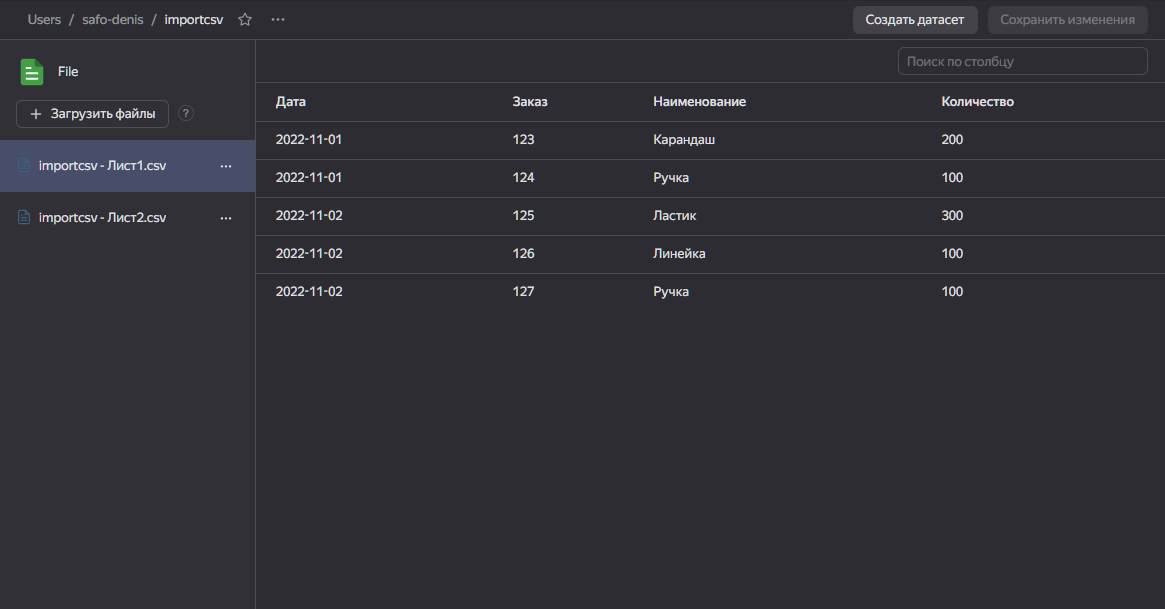 Users / safo-denis / importcsv ... Создать датасет Сохранить изменения
File
+ Загрузить файлы ?
importcsv - Лист1.csv ...
importcsv - Лист2.csv ...
Поиск по столбцу
Дата Заказ Наименование Количество
2022-11-01 123 Карандаш 200
2022-11-01 124 Ручка 100
2022-11-02 125 Ластик 300
2022-11-02 126 Линейка 100
2022-11-02 127 Ручка 100